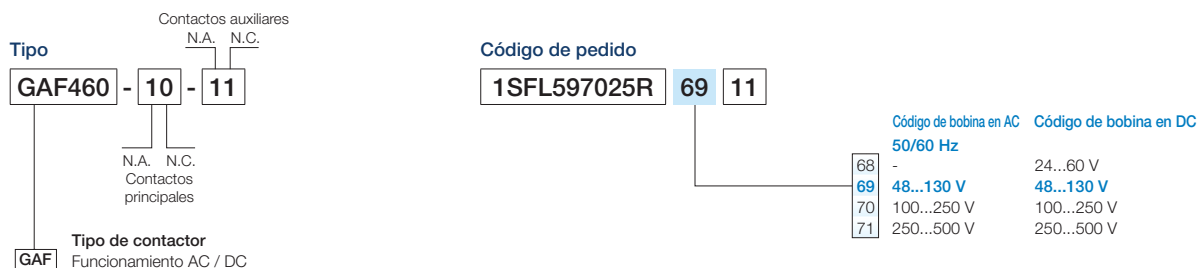 Contactos auxiliares
N.A. N.C.
Tipo
GAF460 - 10 - 11
N.A. N.C.
Contactos
principales
Tipo de contactor
GAF Funcionamiento AC / DC
Código de pedido
1SFL597025R 69 11
Código de bobina en AC Código de bobina en DC
50/60 Hz
68 - 24...60 V
69 48...130 V 48...130 V
70 100...250 V 100...250 V
71 250...500 V 250...500 V